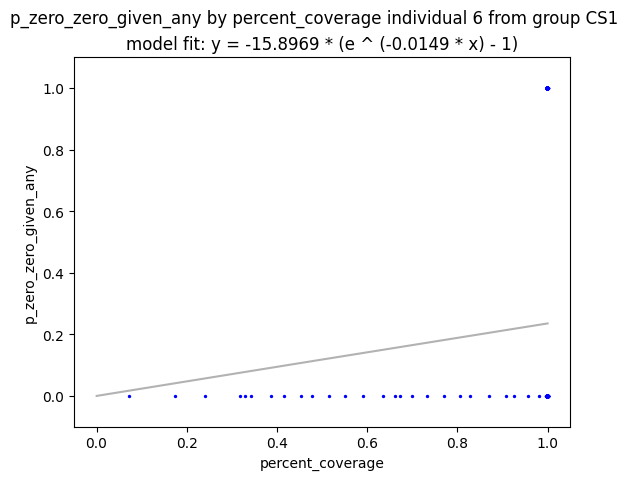 p_zero_zero_given_any by percent_coverage individual 6 from group CS1
model fit: y = -15.8969 * (e ^ (-0.0149 * x) - 1)
1.0
0.8
0.6
0.4
0.2
0.0
p_zero_zero_given_any
0.0 0.2 0.4 0.6 0.8 1.0
percent_coverage